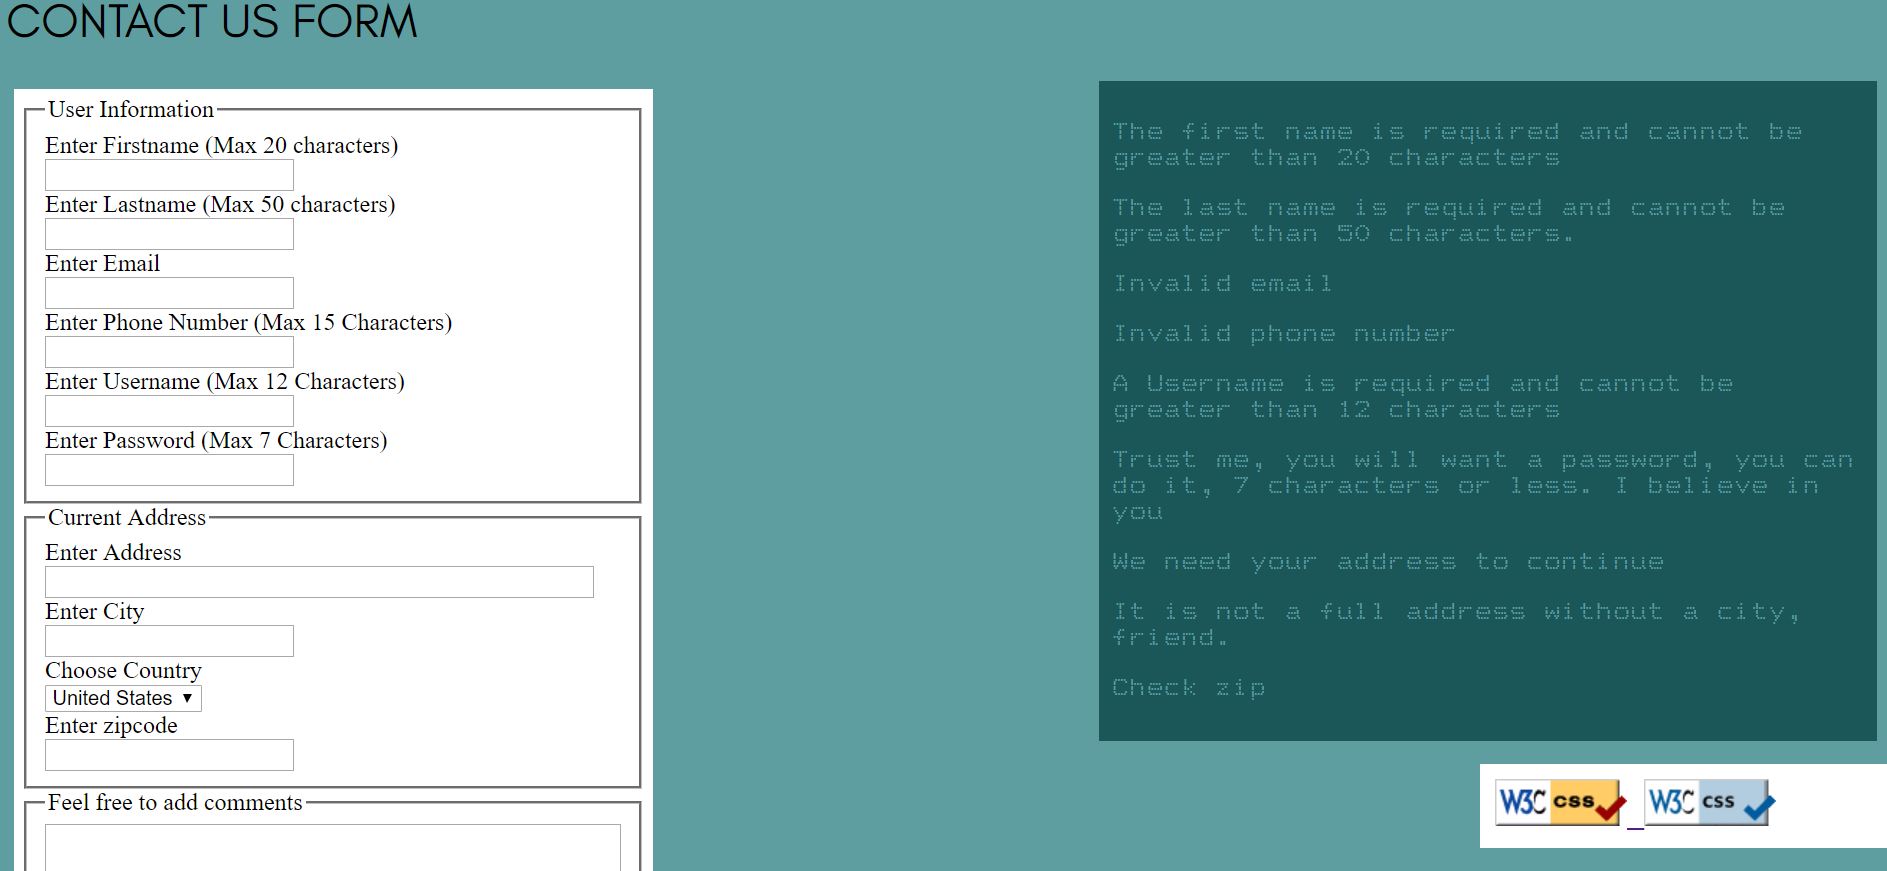 CONTACT US FORM
User Information
Enter Firstname (Max 20 characters)
Enter Lastname (Max 50 characters)
Enter Email
Enter Phone Number (Max 15 Characters)
Enter Username (Max 12 Characters)
Enter Password (Max 7 Characters)
Current Address
Enter Address
Enter City
Choose Country
United States
Enter zipcode
Feel free to add comments
The first name is required and cannot be
greater than 20 characters
The last name is required and cannot be
greater than 50 characters.
Invalid email
Invalid phone number
A Username is required and cannot be
greater than 12 characters
Trust me, you will want a password, you can
do it, 7 characters or less. I believe in
you
We need your address to continue
It is not a full address without a city,
friend.
Check zip
W3C css W3C css